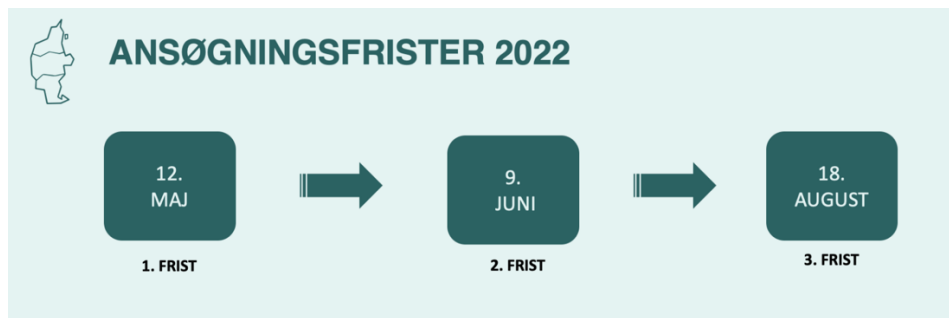 ANSØGNINGSFRISTER 2022
12.
MAJ
1. FRIST
9.
JUNI
2. FRIST
18.
AUGUST
3. FRIST